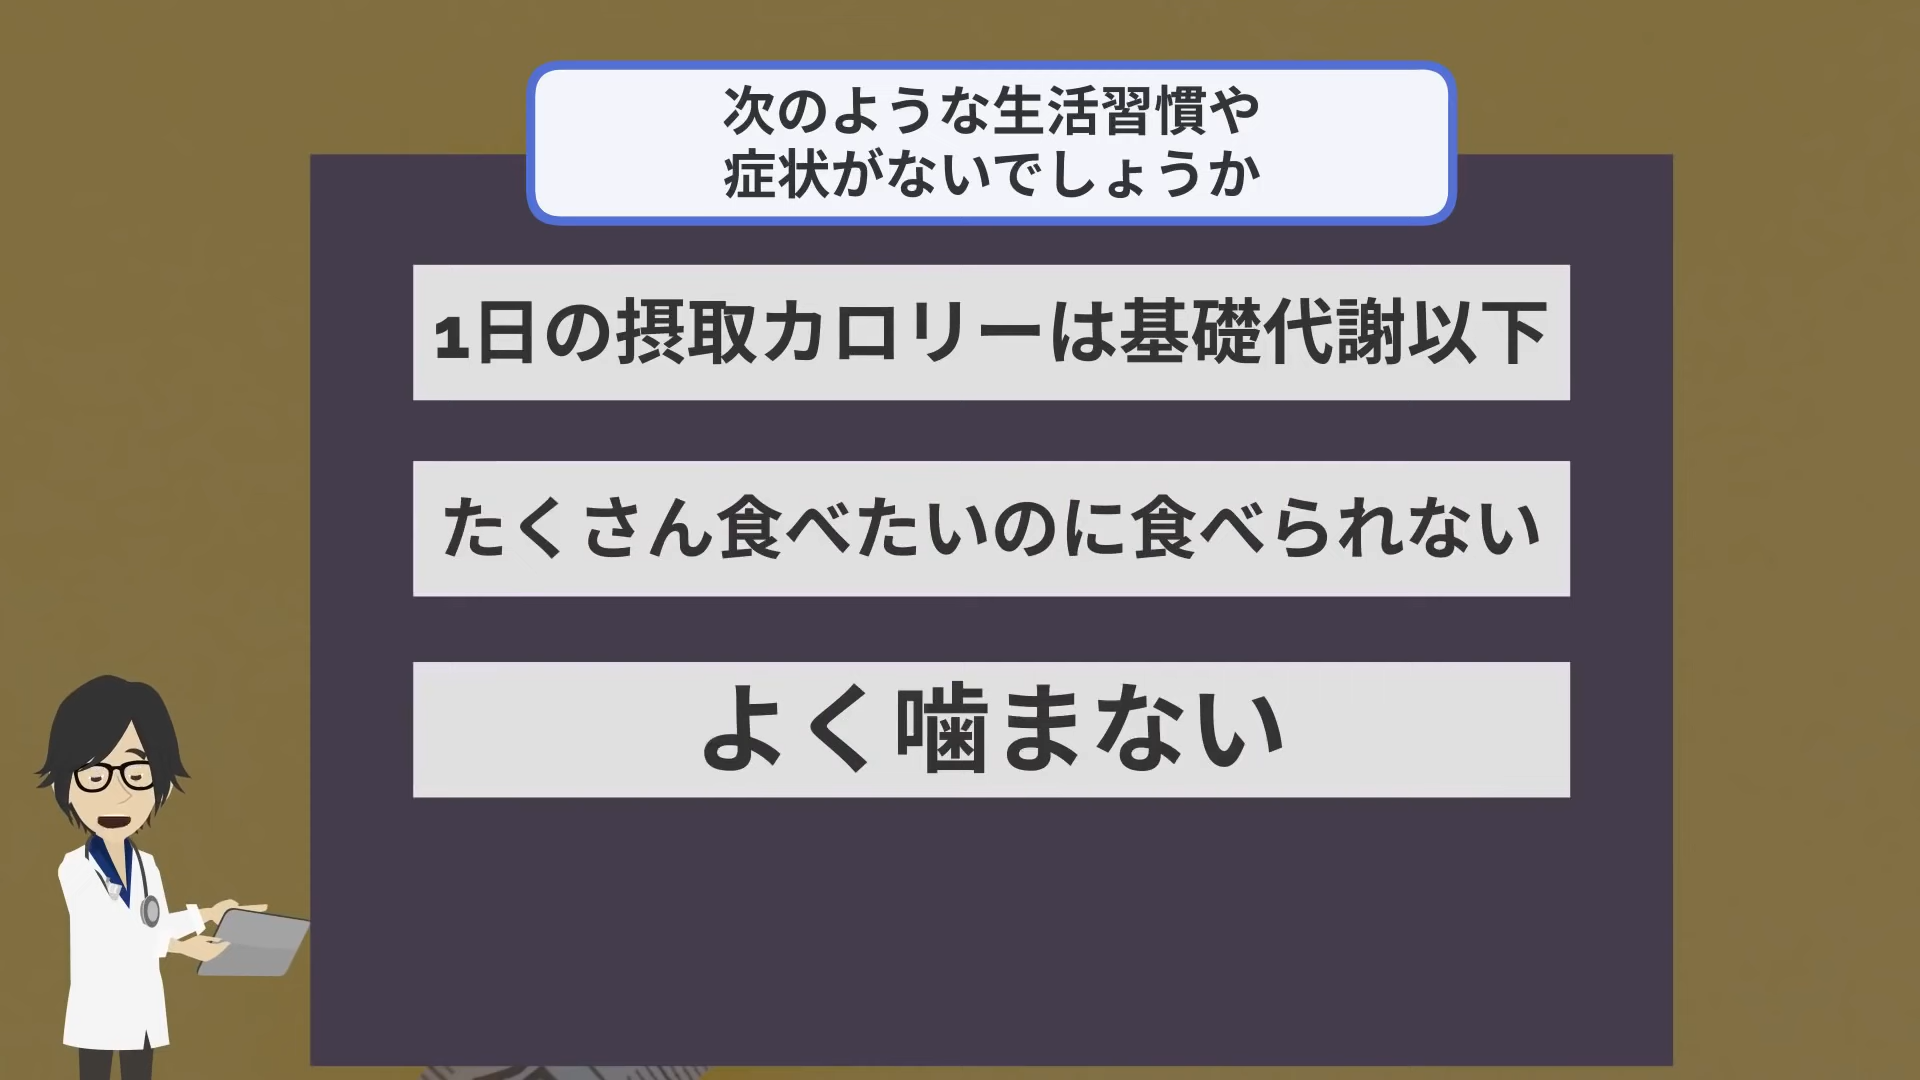 次のような生活習慣や
症状がないでしょうか
1日の摂取カロリーは基礎代謝以下
たくさん食べたいのに食べられない
よく噛まない